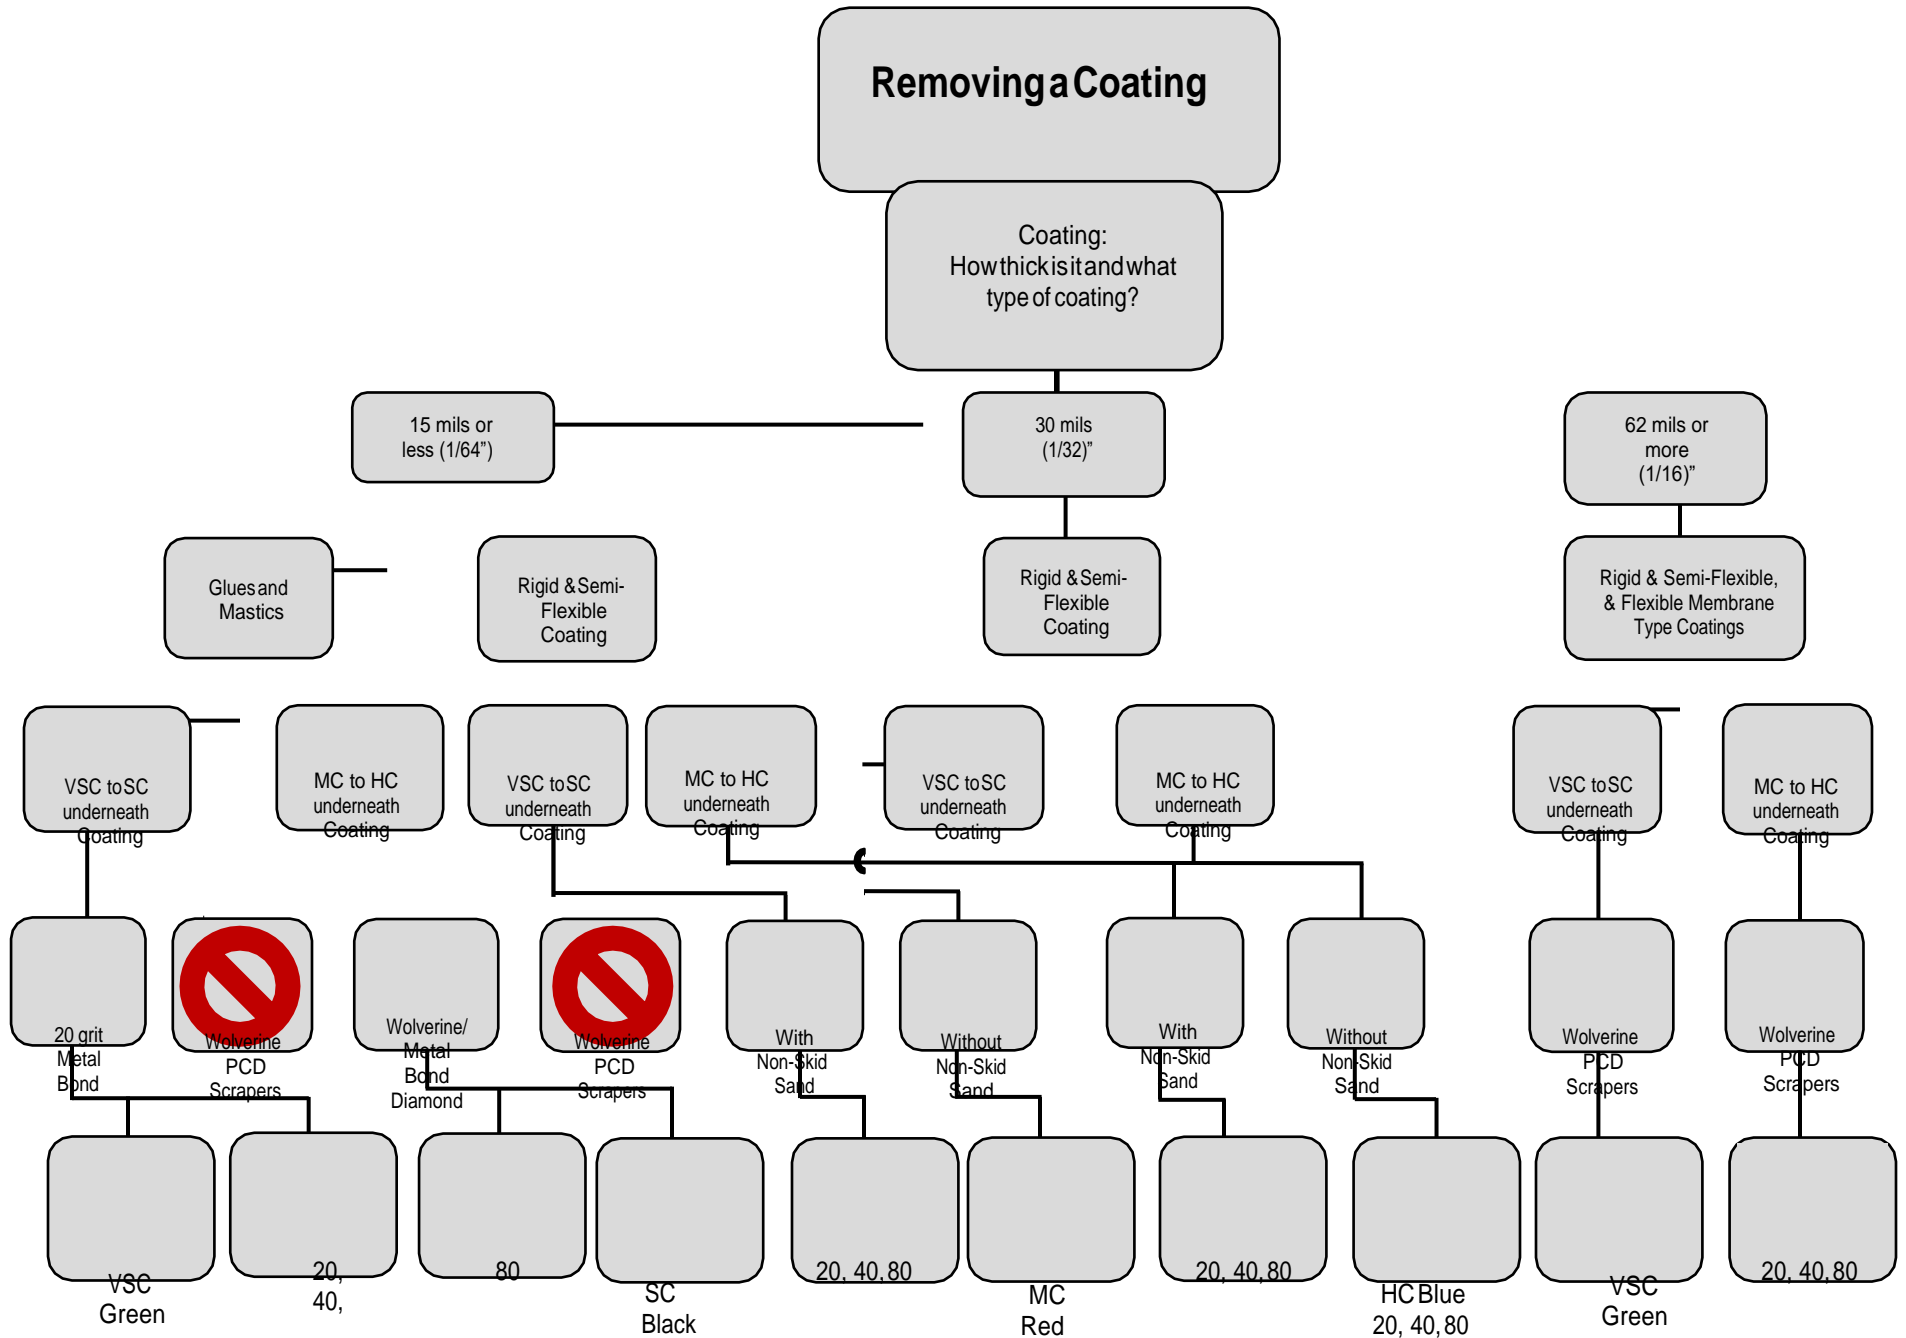 Removing a Coating
Coating:
How thick is it and what
type of coating?
15 mils or
less (1/64”)
30 mils
(1/32)”
62 mils or
more
(1/16)”
Glues and
Mastics
Rigid & Semi-
Flexible
Coating
Rigid & Semi-
Flexible
Coating
Rigid & Semi-Flexible,
& Flexible Membrane
Type Coatings
VSC to SC
underneath
Coating
MC to HC
underneath
Coating
VSC to SC
underneath
Coating
MC to HC
underneath
Coating
VSC to SC
underneath
Coating
MC to HC
underneath
Coating
VSC to SC
underneath
Coating
MC to HC
underneath
Coating
20 grit
Metal
Bond
Wolverine
PCD
Scrapers
Wolverine/
Metal
Bond
Diamond
Wolverine
PCD
Scrapers
With
Non-Skid
Sand
Without
Non-Skid
Sand
With
Non-Skid
Sand
Without
Non-Skid
Sand
Wolverine
PCD
Scrapers
Wolverine
PCD
Scrapers
VSC
Green
20,
40,
80
SC
Black
20, 40, 80
MC
Red
20, 40, 80
HC Blue
20, 40, 80
VSC
Green
20, 40, 80